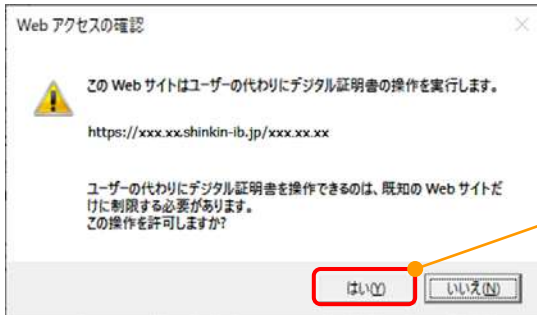 Web アクセスの確認
この Web サイトはユーザーの代わりにデジタル証明書の操作を実行します。
https://xxx.xx.shinkin-ib.jp/xxx.xx.xx
ユーザーの代わりにデジタル証明書を操作できるのは、既知の Web サイトだ
けに制限する必要があります。
この操作を許可しますか?
はい(Y) いいえ(N)